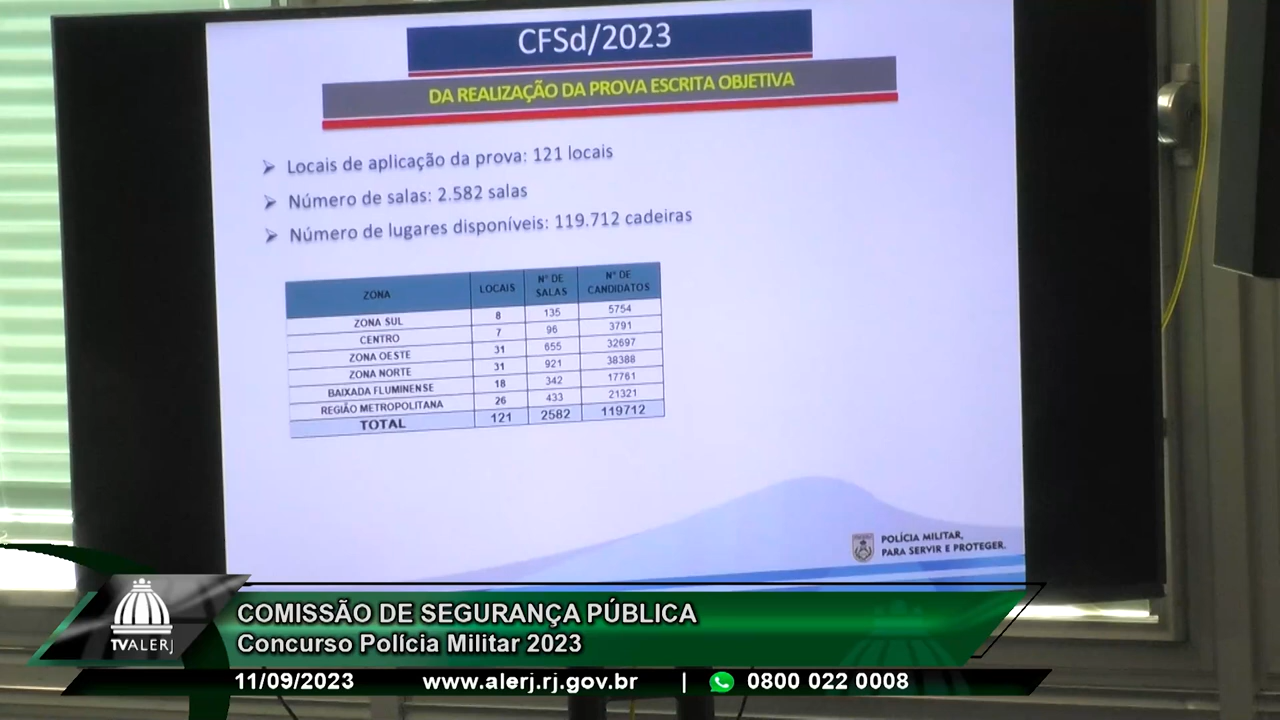 CFSd/2023
DA REALIZAÇÃO DA PROVA ESCRITA OBJETIVA
Locais de aplicação da prova: 121 locais
Número de salas: 2.582 salas
Número de lugares disponíveis: 119.712 cadeiras
ZONA LOCAIS Nº DE SALAS Nº DE CANDIDATOS
ZONA SUL 8 135 5754
CENTRO 7 96 3791
ZONA OESTE 31 655 32697
ZONA NORTE 31 921 38388
BAIXADA FLUMINENSE 18 342 17761
REGIÃO METROPOLITANA 26 433 21321
TOTAL 121 2582 119712
POLÍCIA MILITAR,
PARA SERVIR E PROTEGER.
COMISSÃO DE SEGURANÇA PÚBLICA
Concurso Polícia Militar 2023
TVALERJ
11/09/2023 www.alerj.rj.gov.br | 0800 022 0008